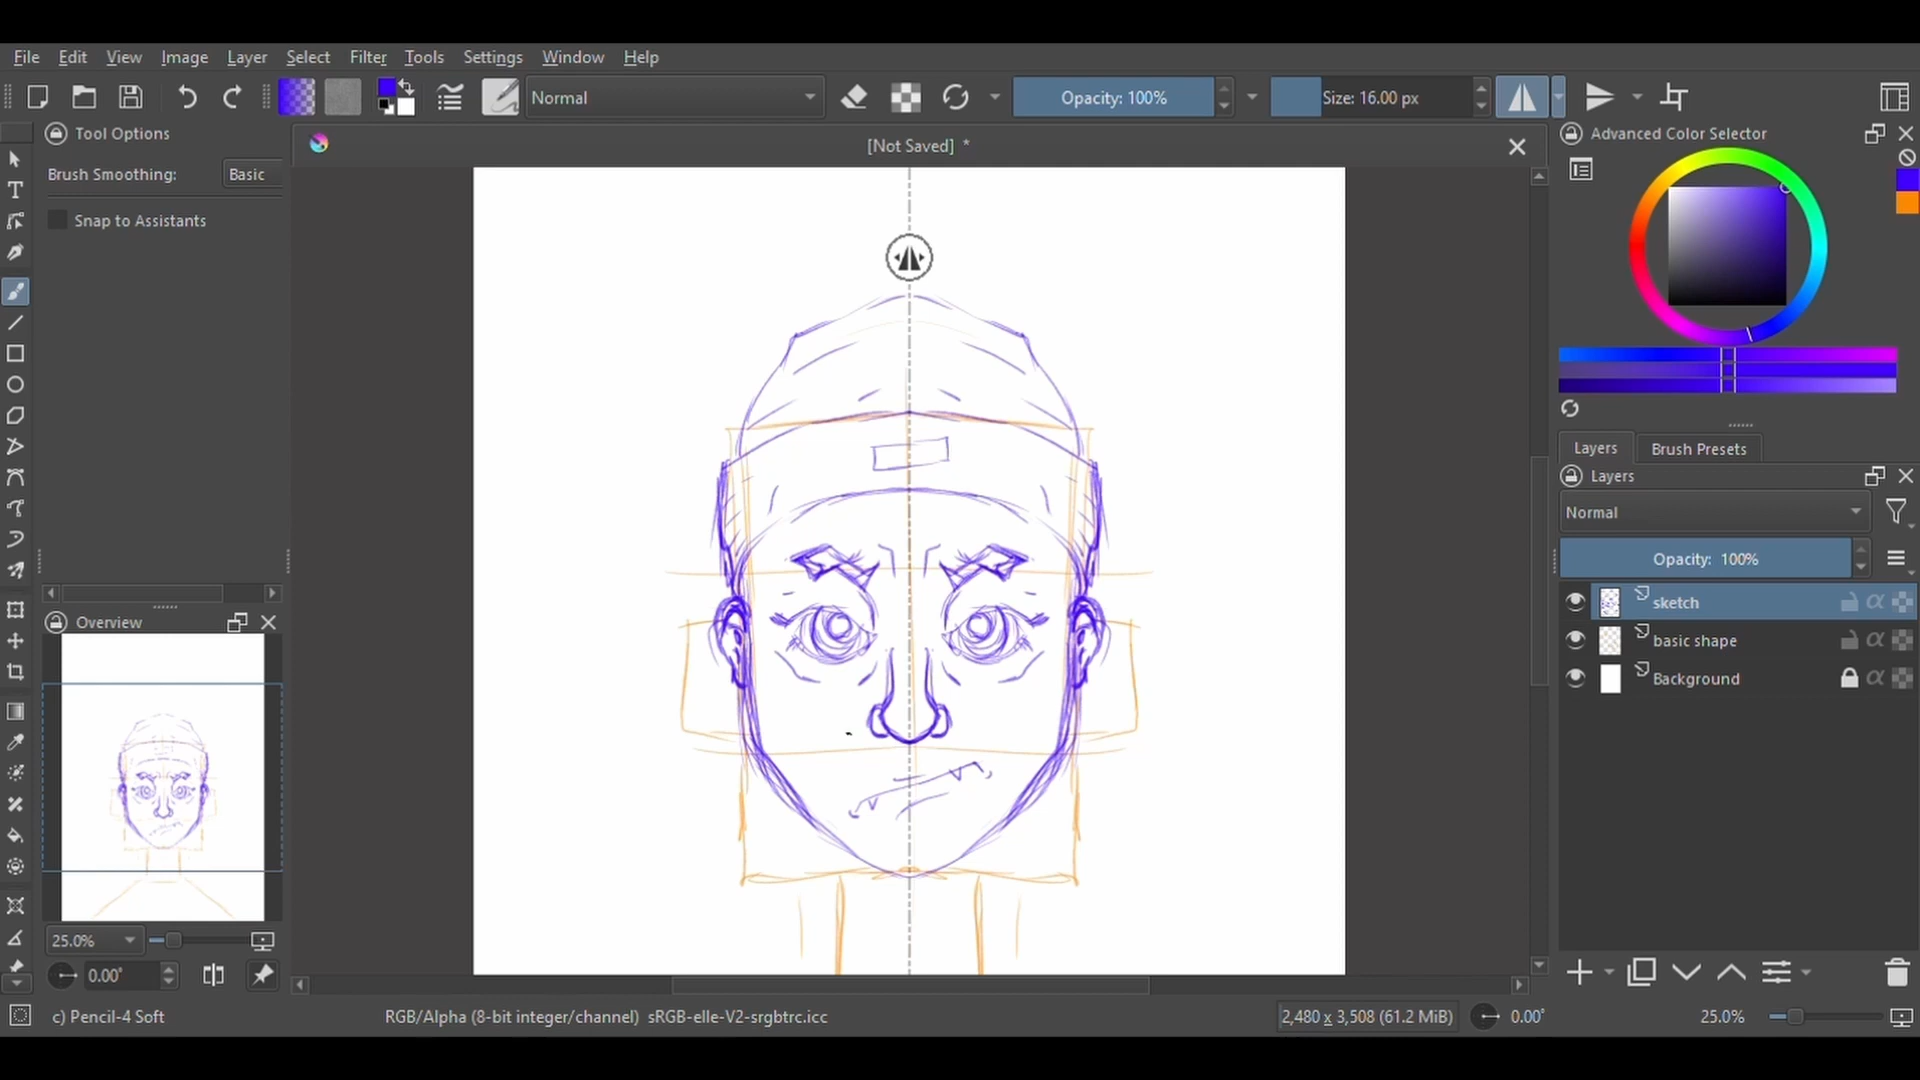 File Edit View Image Layer Select Filter Tools Settings Window Help
Normal Opacity: 100% Size: 16.00 px
Tool Options
Brush Smoothing: Basic
Snap to Assistants
[Not Saved] *
Advanced Color Selector
Layers Brush Presets
Layers
Normal
Opacity: 100%
sketch
basic shape
Background
Overview
25.0%
0.00°
c) Pencil-4 Soft
RGB/Alpha (8-bit integer/channel) sRGB-elle-V2-srgbtrc.icc
2,480 x 3,508 (61.2 MiB)
0.00°
25.0%